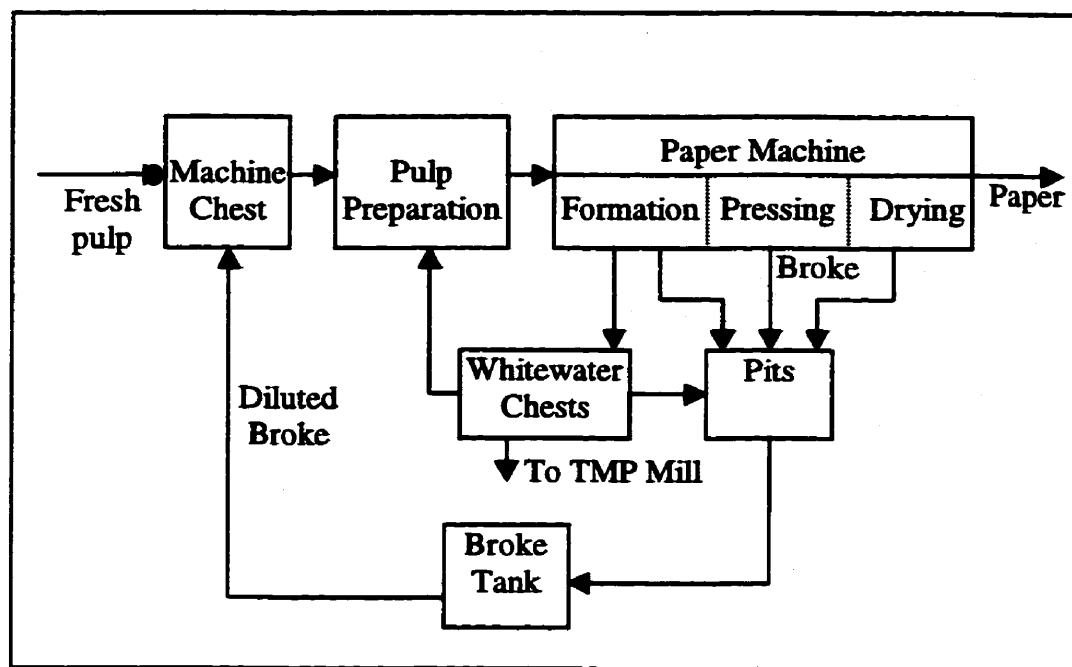 Paper Machine
Machine
Chest
Pulp
Preparation
Formation
Pressing
Drying
Fresh
pulp
Paper
Broke
Whitewater
Chests
Pits
Diluted
Broke
To TMP Mill
Broke
Tank